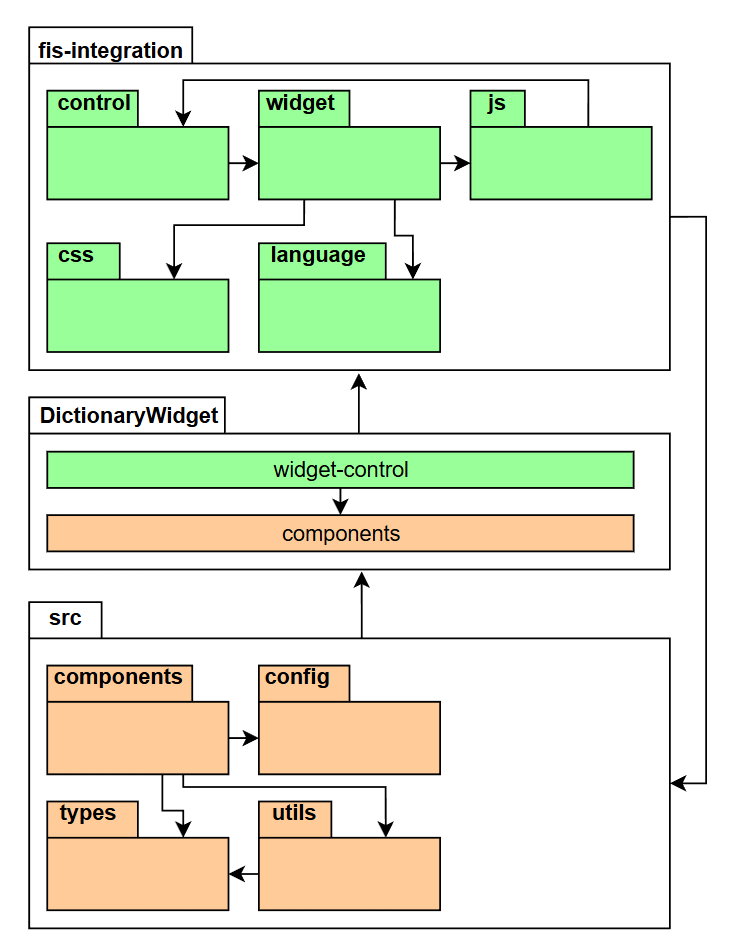 fis-integration
control
widget
js
css
language
DictionaryWidget
widget-control
components
src
components
config
types
utils